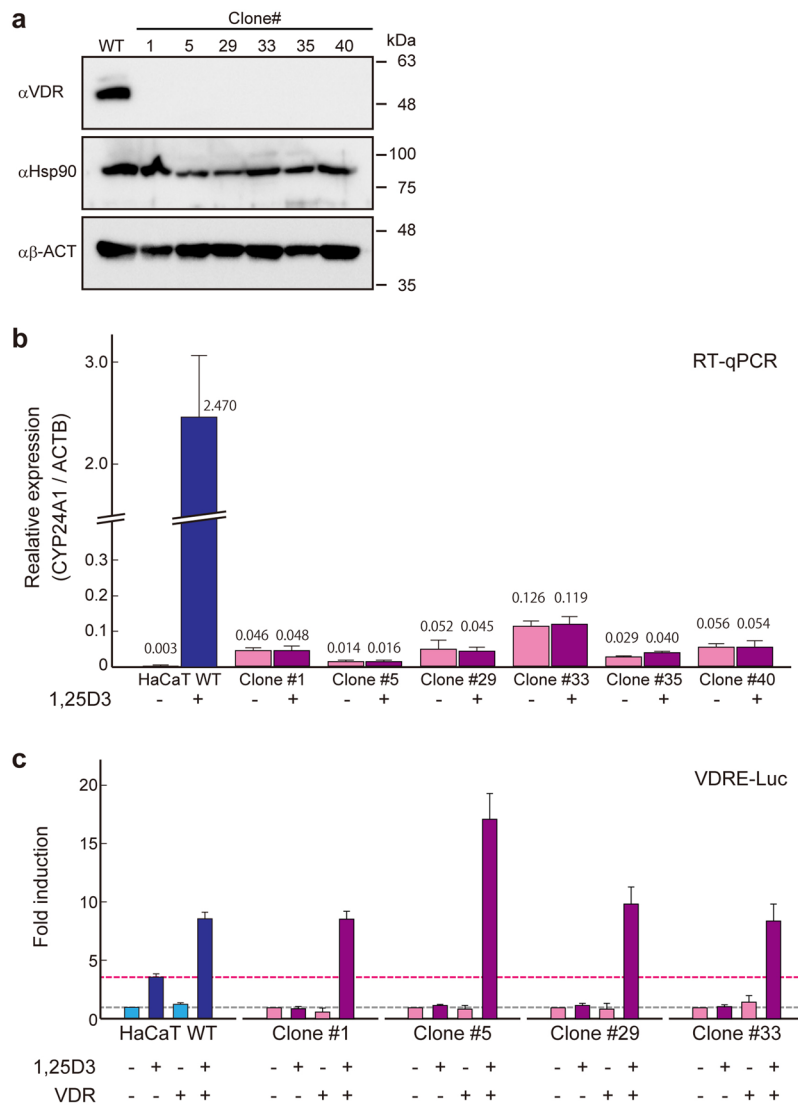 a
Clone#
WT 1 5 29 33 35 40 kDa
63
αVDR
48
100
αHsp90
75
48
αβ-ACT
35
b
RT-qPCR
Realative expression
(CYP24A1 / ACTB)
3.0
2.0
0.3
0.2
0.1
0
2.470
0.003
0.046 0.048
0.014 0.016
0.052 0.045
0.126 0.119
0.029 0.040
0.056 0.054
HaCaT WT Clone #1 Clone #5 Clone #29 Clone #33 Clone #35 Clone #40
1,25D3 - + - + - + - + - + - + - +
c
VDRE-Luc
Fold induction
20
15
10
5
0
HaCaT WT Clone #1 Clone #5 Clone #29 Clone #33
1,25D3 - + - + - + - + - + - + - + - + - + - +
VDR - - + + - - + + - - + + - - + + - - + +